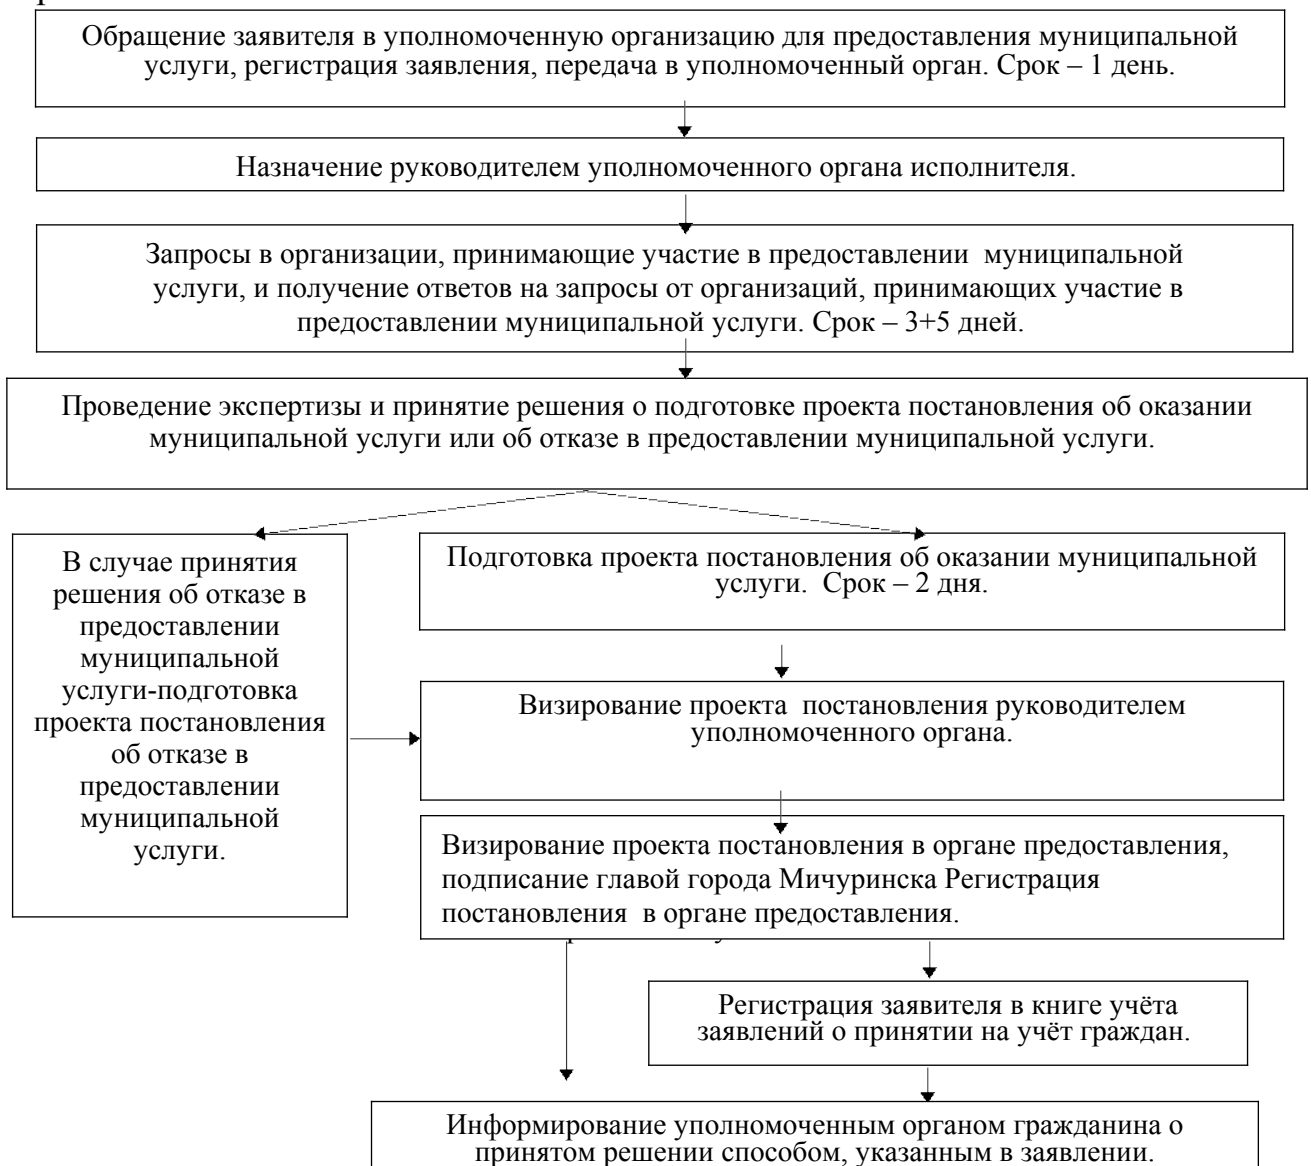 Обращение заявителя в уполномоченную организацию для предоставления муниципальной
услуги, регистрация заявления, передача в уполномоченный орган. Срок – 1 день.
Назначение руководителем уполномоченного органа исполнителя.
Запросы в организации, принимающие участие в предоставлении муниципальной
услуги, и получение ответов на запросы от организаций, принимающих участие в
предоставлении муниципальной услуги. Срок – 3+5 дней.
Проведение экспертизы и принятие решения о подготовке проекта постановления об оказании
муниципальной услуги или об отказе в предоставлении муниципальной услуги.
В случае принятия
решения об отказе в
предоставлении
муниципальной
услуги-подготовка
проекта постановления
об отказе в
предоставлении
муниципальной
услуги.
Подготовка проекта постановления об оказании муниципальной
услуги. Срок – 2 дня.
Визирование проекта постановления руководителем
уполномоченного органа.
Визирование проекта постановления в органе предоставления,
подписание главой города Мичуринска Регистрация
постановления в органе предоставления.
Регистрация заявителя в книге учёта
заявлений о принятии на учёт граждан.
Информирование уполномоченным органом гражданина о
принятом решении способом, указанным в заявлении.